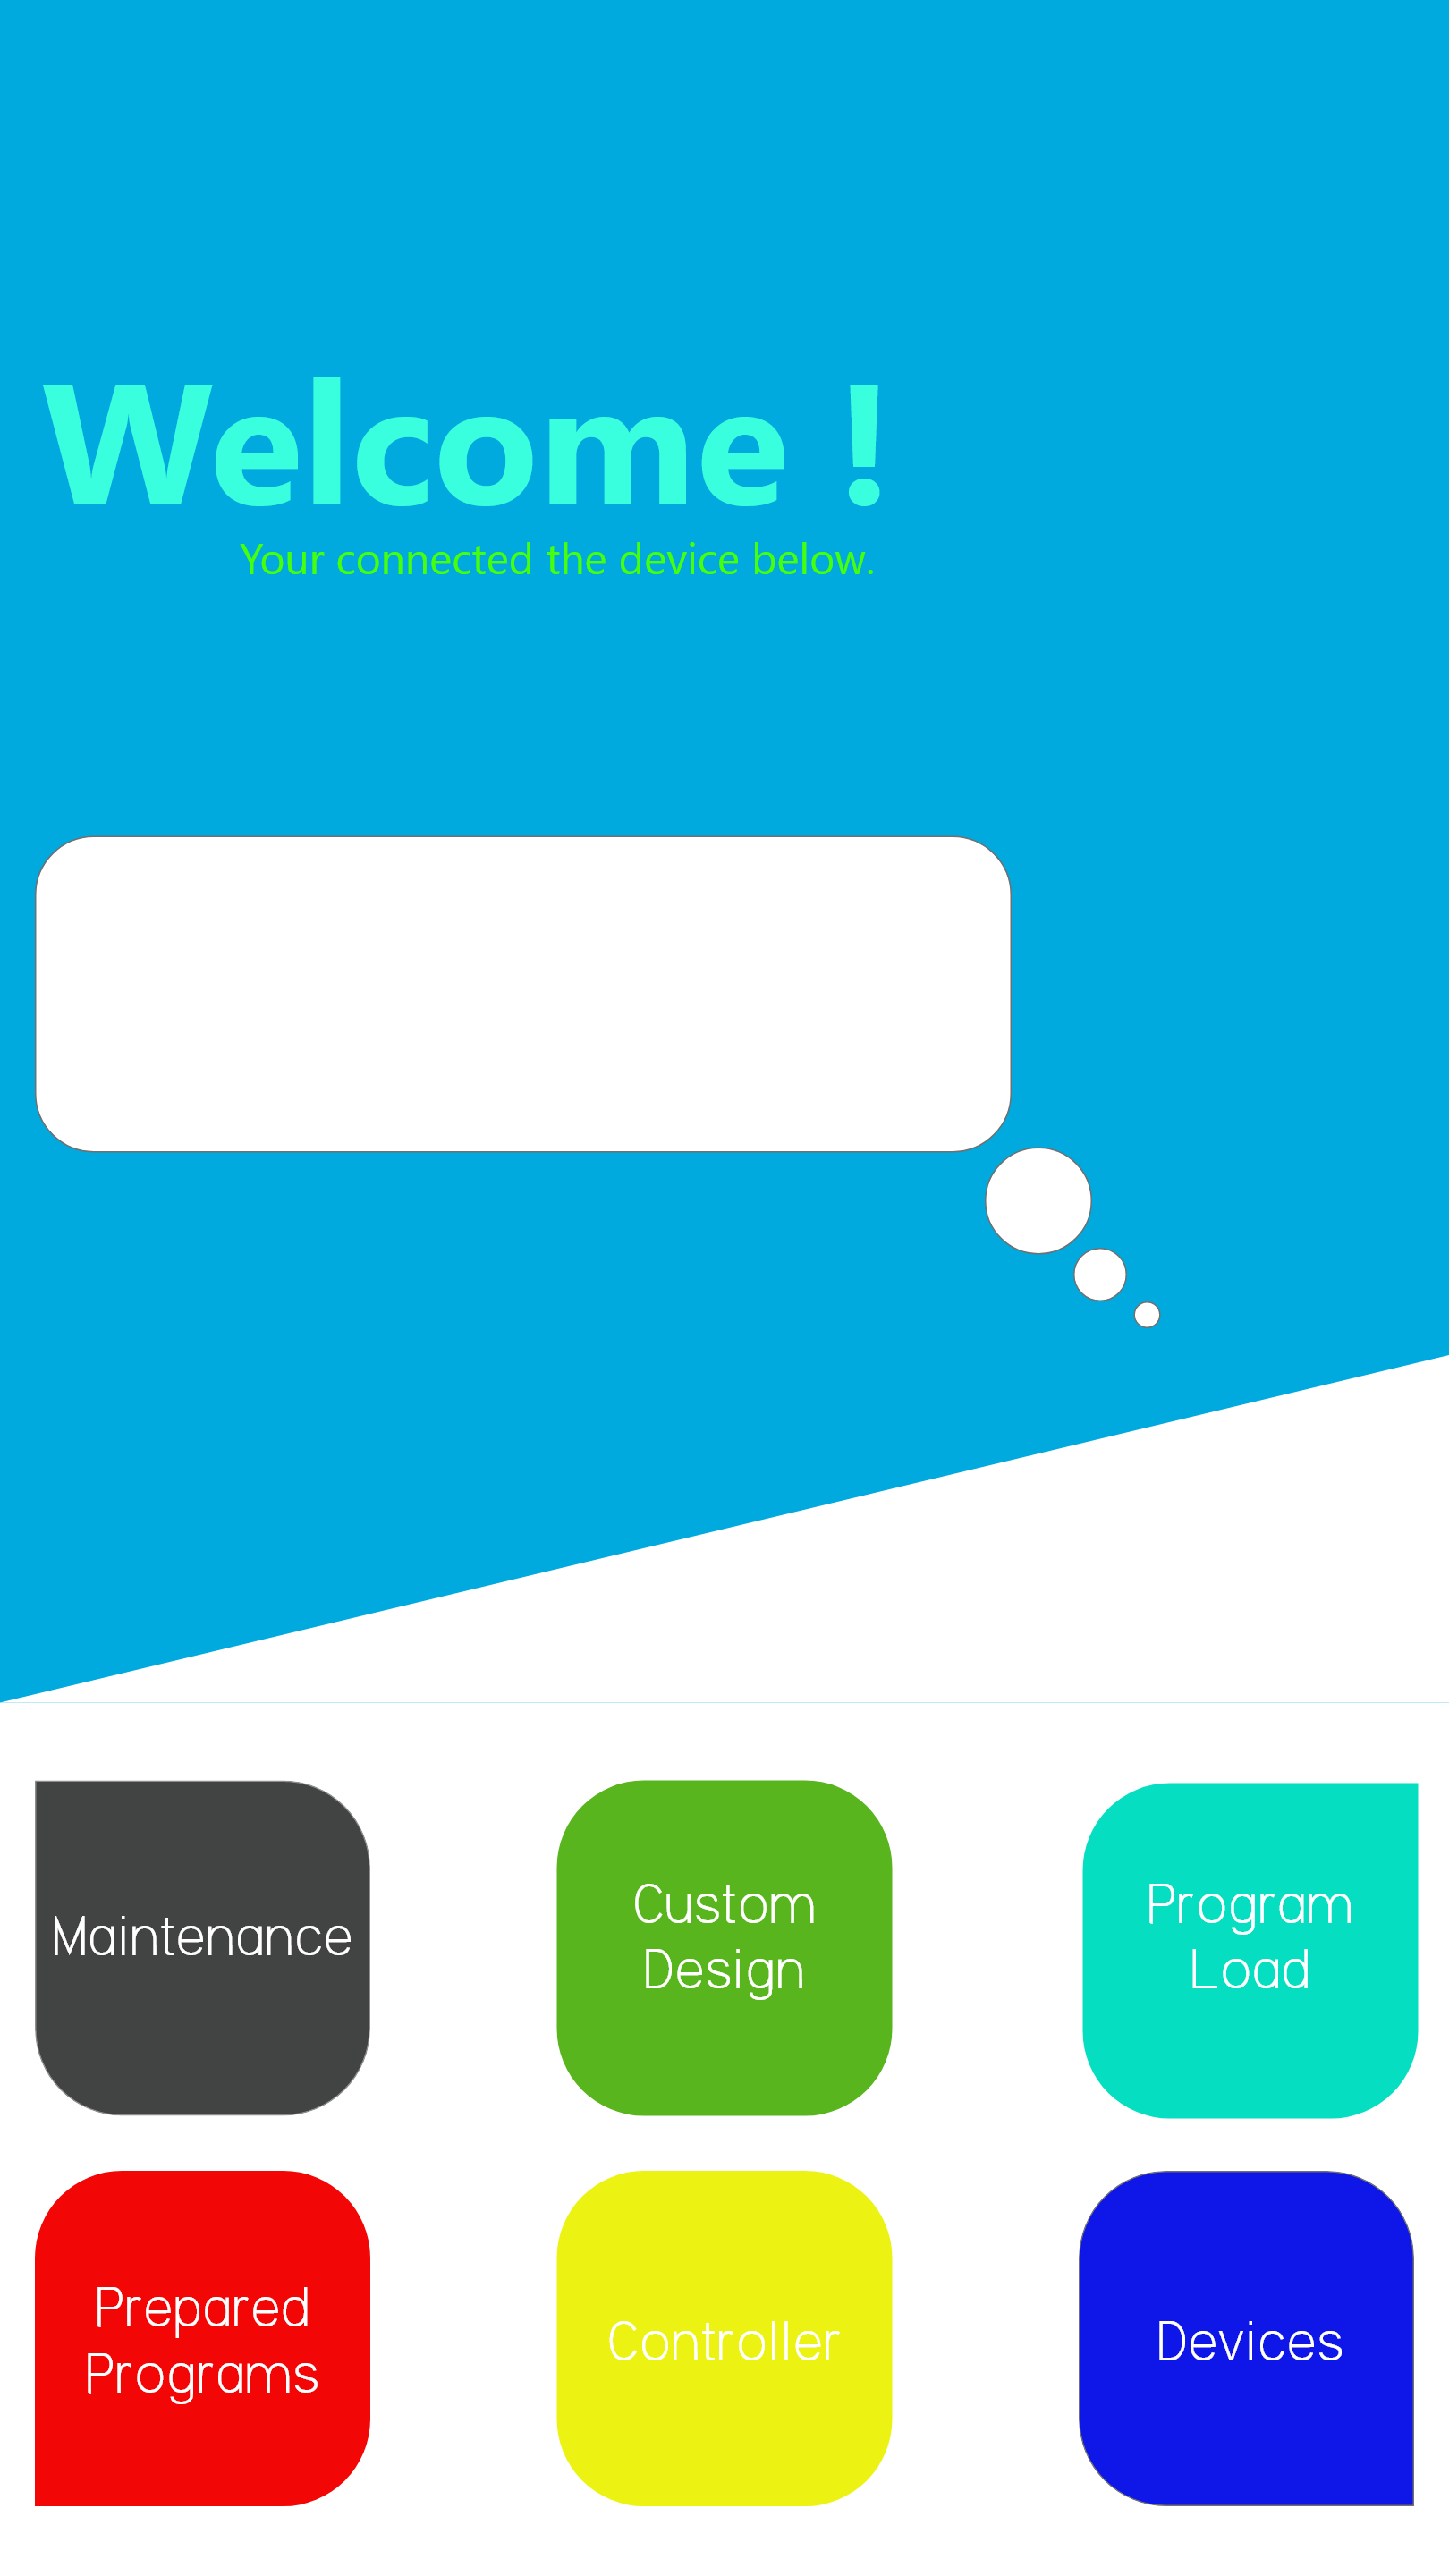 Welcome !
Your connected the device below.
Maintenance
Custom
Design
Program
Load
Prepared
Programs
Controller
Devices